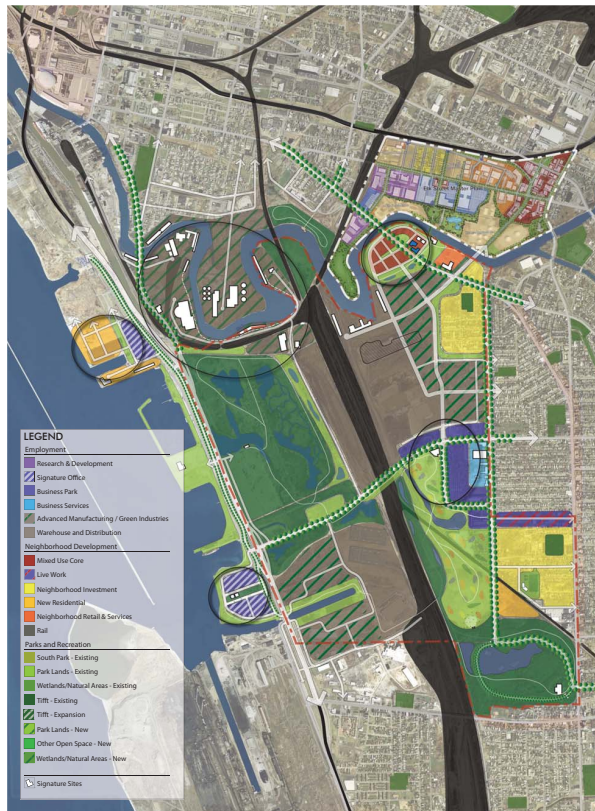 LEGEND
Employment
Research & Development
Signature Office
Business Park
Business Services
Advanced Manufacturing / Green Industries
Warehouse and Distribution
Neighborhood Development
Mixed Use Core
Live Work
Neighborhood Investment
New Residential
Neighborhood Retail & Services
Rail
Parks and Recreation
South Park - Existing
Park Lands - Existing
Wetlands/Natural Areas - Existing
Tifft - Existing
Tifft - Expansion
Park Lands - New
Other Open Space - New
Wetlands/Natural Areas - New
Signature Sites